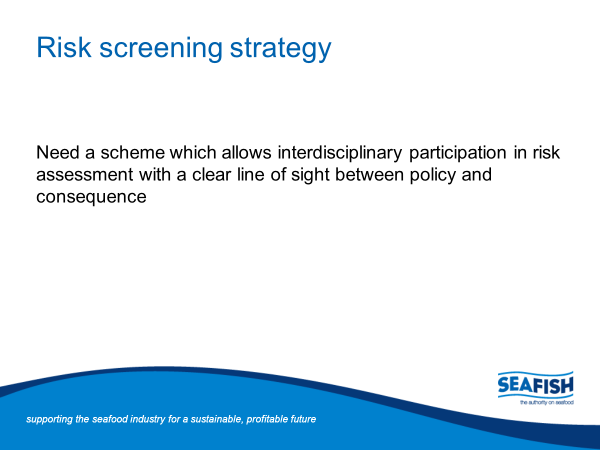 Risk screening strategy
Need a scheme which allows interdisciplinary participation in risk
assessment with a clear line of sight between policy and
consequence
SEAFISH
the authority on seafood
supporting the seafood industry for a sustainable, profitable future